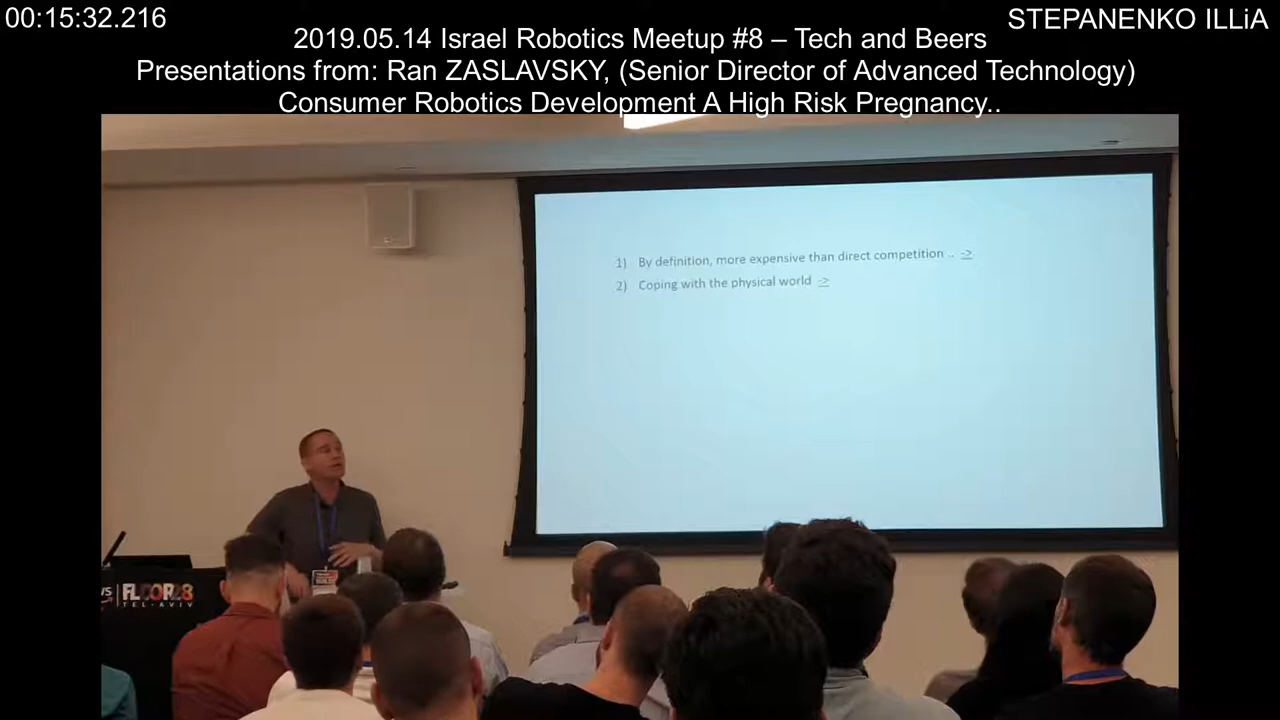 00:15:32.216
STEPANENKO ILLiA
2019.05.14 Israel Robotics Meetup #8 – Tech and Beers
Presentations from: Ran ZASLAVSKY, (Senior Director of Advanced Technology)
Consumer Robotics Development A High Risk Pregnancy..
1) By definition, more expensive than direct competition .. ->
2) Coping with the physical world ->
FLOOR28
TEL-AVIV